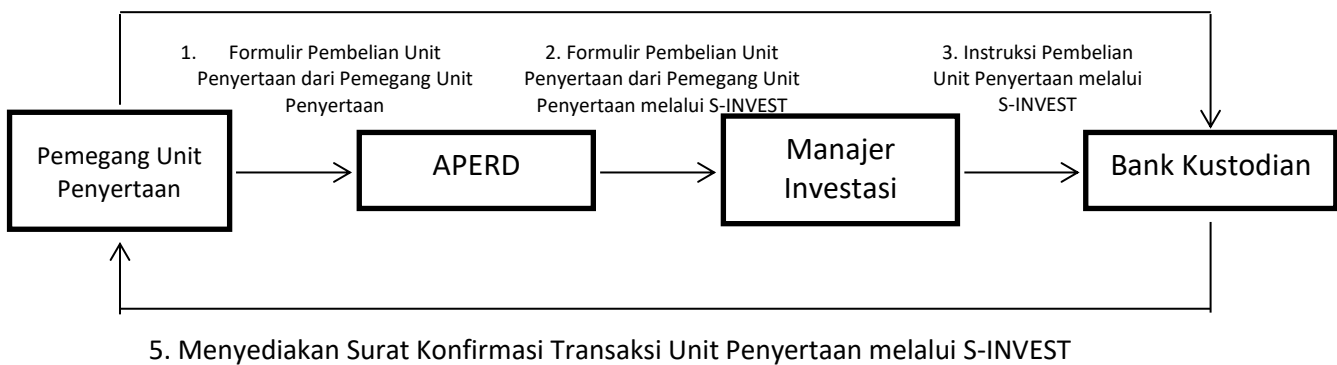 1. Formulir Pembelian Unit
Penyertaan dari Pemegang Unit
Penyertaan
2. Formulir Pembelian Unit
Penyertaan dari Pemegang Unit
Penyertaan melalui S-INVEST
3. Instruksi Pembelian
Unit Penyertaan melalui
S-INVEST
Pemegang Unit
Penyertaan
APERD
Manajer
Investasi
Bank Kustodian
5. Menyediakan Surat Konfirmasi Transaksi Unit Penyertaan melalui S-INVEST